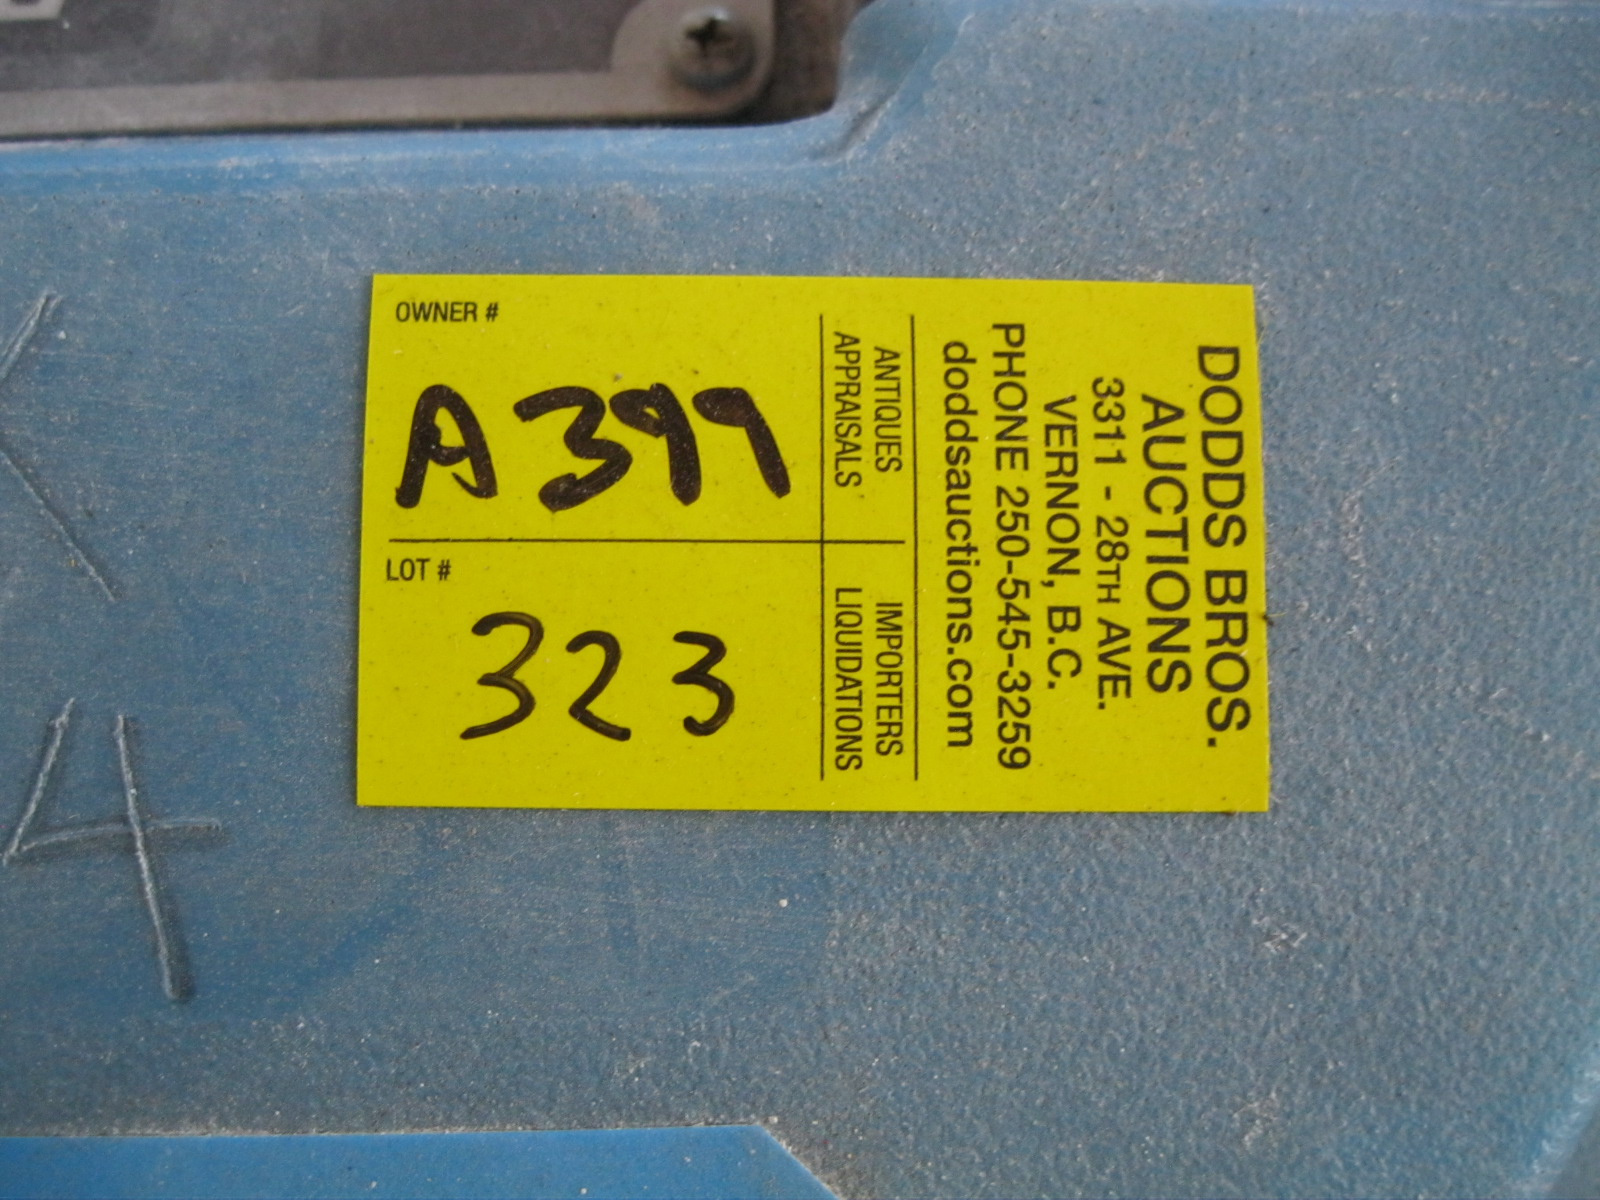 OWNER #
A399
LOT #
323
ANTIQUES
APPRAISALS
IMPORTERS
LIQUIDATIONS
DODDS BROS.
AUCTIONS
3311 - 28TH AVE.
VERNON, B.C.
PHONE 250-545-3259
doddsauctions.com
4